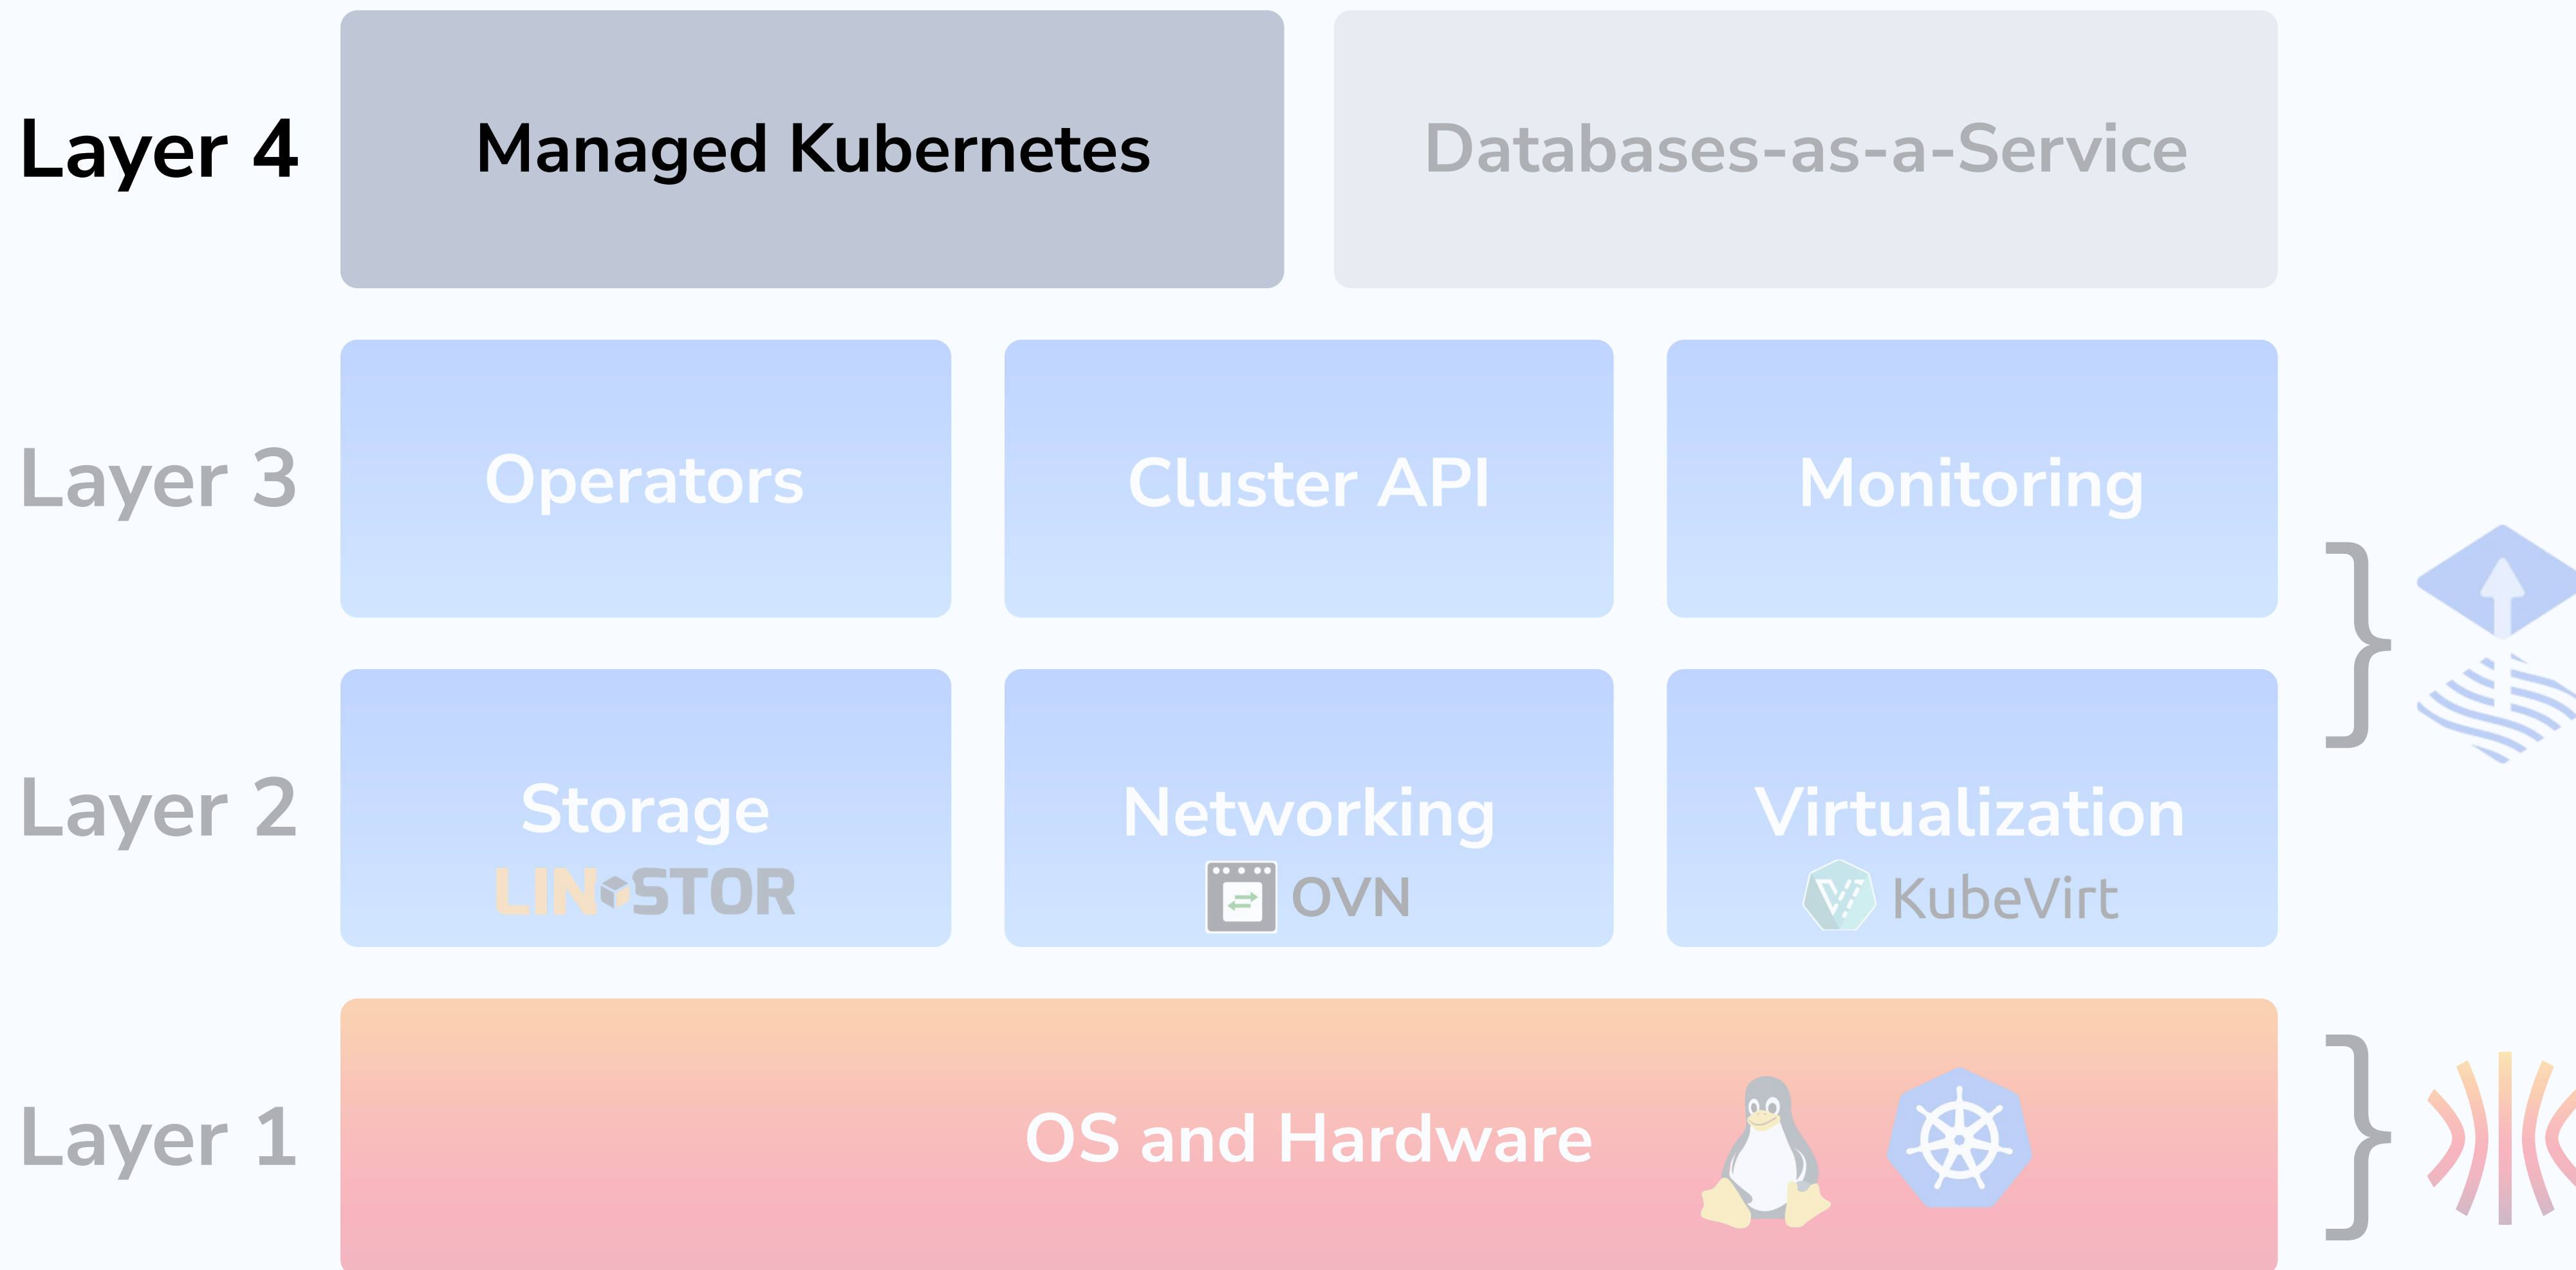 Layer 4
Managed Kubernetes
Databases-as-a-Service
Layer 3
Operators
Cluster API
Monitoring
Layer 2
Storage
LINSTOR
Networking
OVN
Virtualization
KubeVirt
Layer 1
OS and Hardware